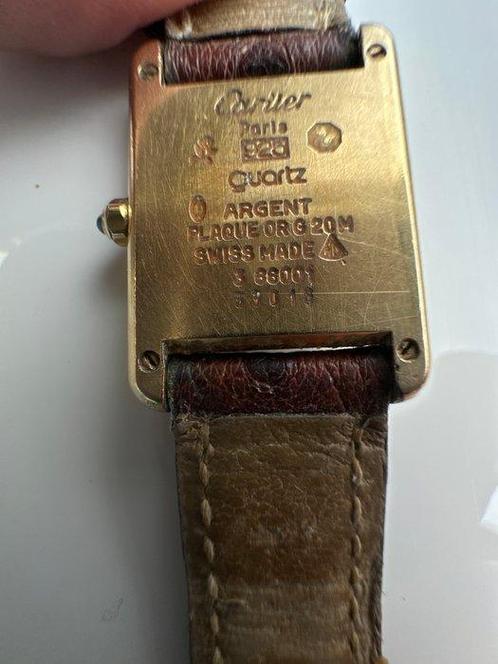 Cartier
Paris
925
quartz
ARGENT
PLAQUE OR G 20M
SWISS MADE
3 66001